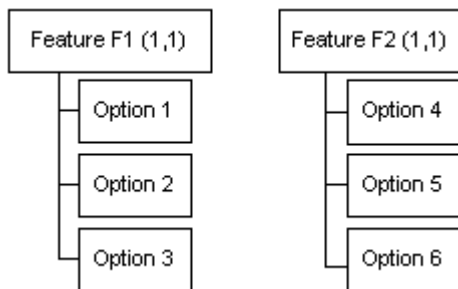 Feature F1 (1,1)
Option 1
Option 2
Option 3
Feature F2 (1,1)
Option 4
Option 5
Option 6